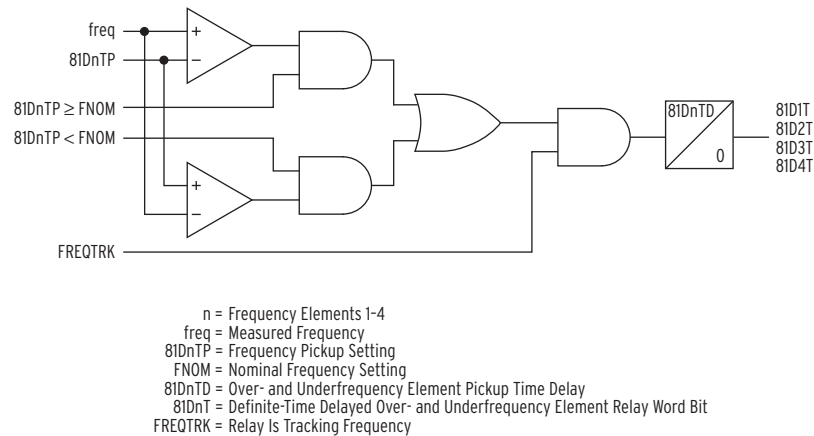 freq
+
81DnTP
−
81DnTP ≥ FNOM
81DnTP < FNOM
+
−
FREQTRK
81DnTD
0
81D1T
81D2T
81D3T
81D4T
n = Frequency Elements 1–4
freq = Measured Frequency
81DnTP = Frequency Pickup Setting
FNOM = Nominal Frequency Setting
81DnTD = Over- and Underfrequency Element Pickup Time Delay
81DnT = Definite-Time Delayed Over- and Underfrequency Element Relay Word Bit
FREQTRK = Relay Is Tracking Frequency